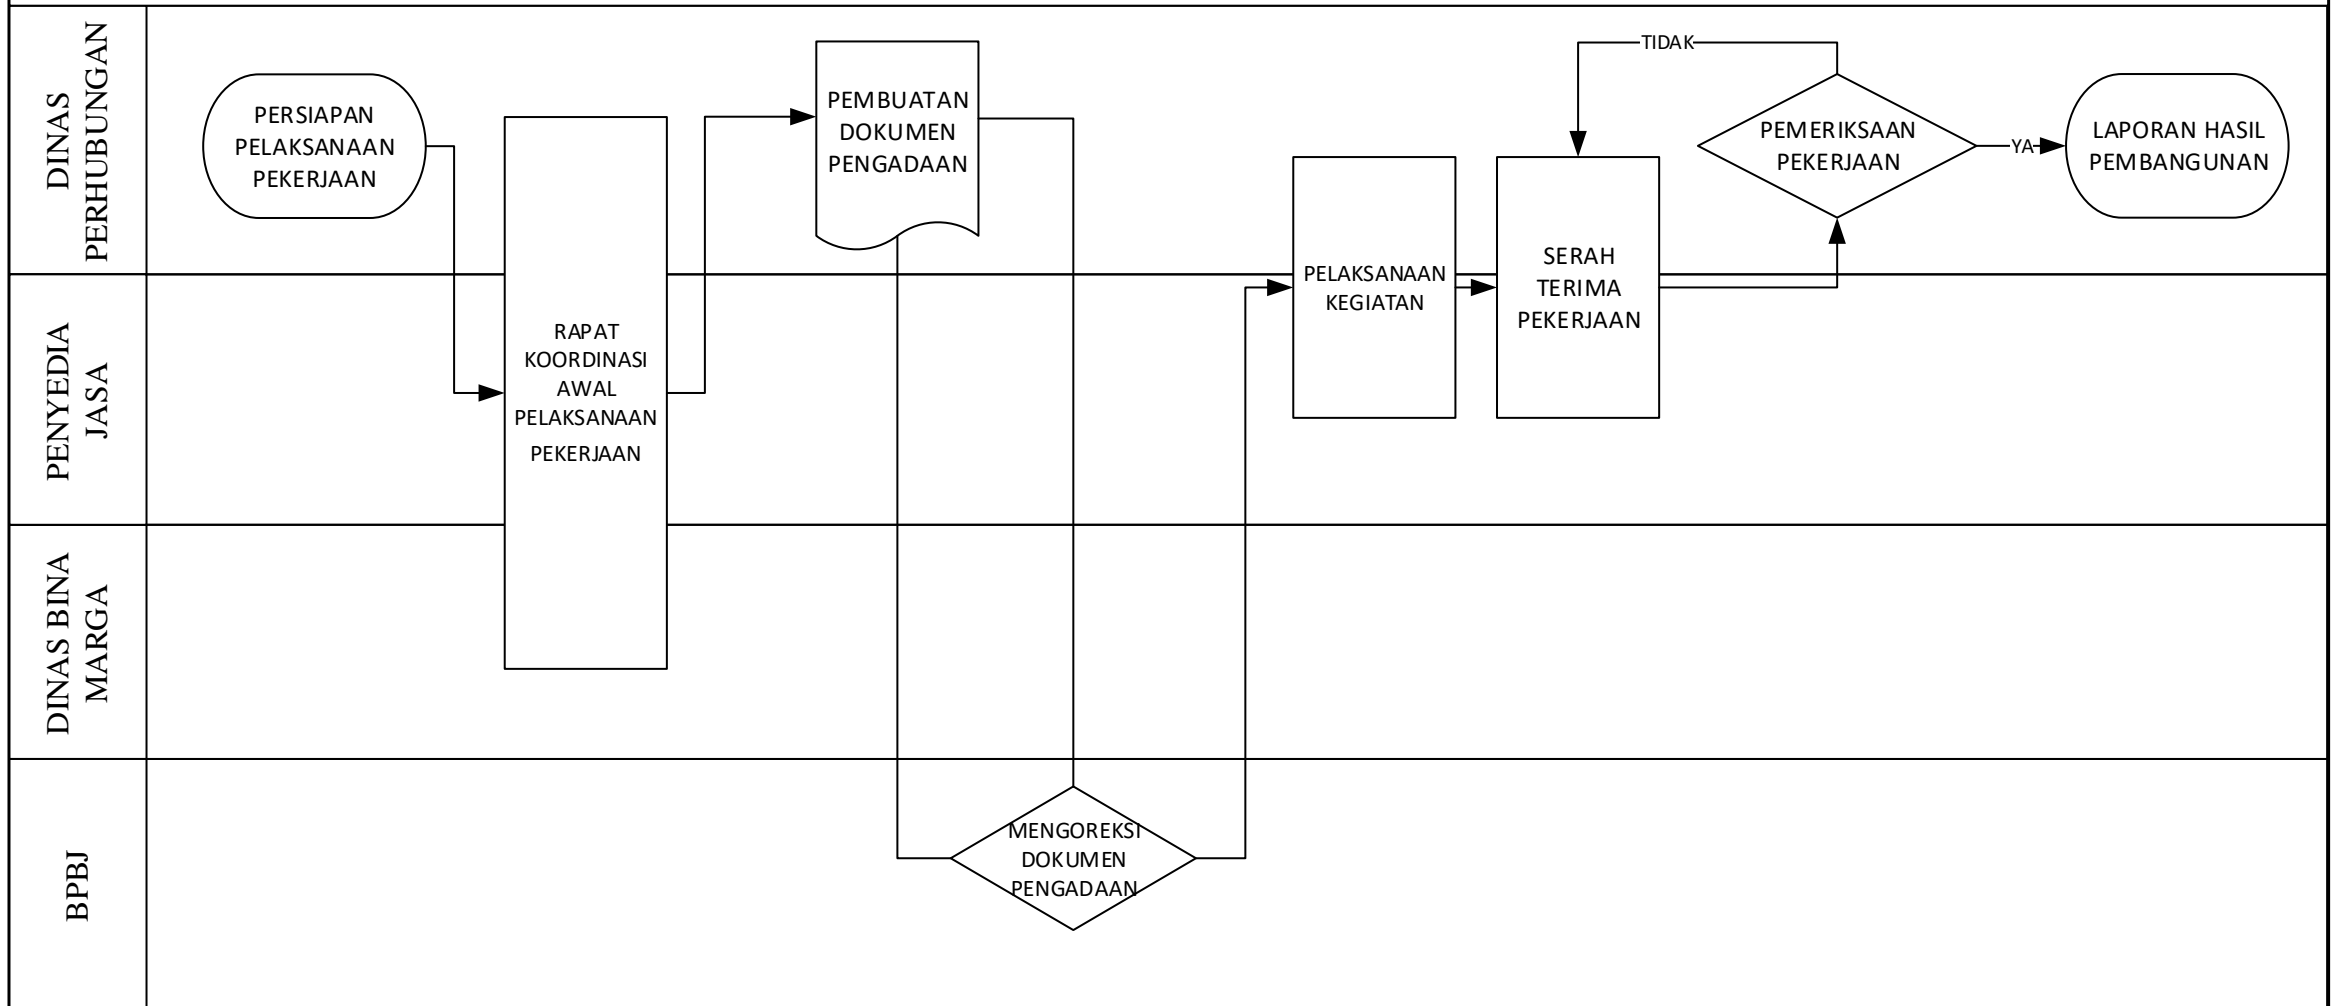 DINAS
PERHUBUNGAN
PERSIAPAN
PELAKSANAAN
PEKERJAAN
RAPAT
KOORDINASI
AWAL
PELAKSANAAN
PEKERJAAN
PEMBUATAN
DOKUMEN
PENGADAAN
PELAKSANAAN
KEGIATAN
SERAH
TERIMA
PEKERJAAN
TIDAK
PEMERIKSAAN
PEKERJAAN
YA
LAPORAN HASIL
PEMBANGUNAN
PENYEDIA
JASA
DINAS BINA
MARGA
BPBJ
MENGOREKSI
DOKUMEN
PENGADAAN